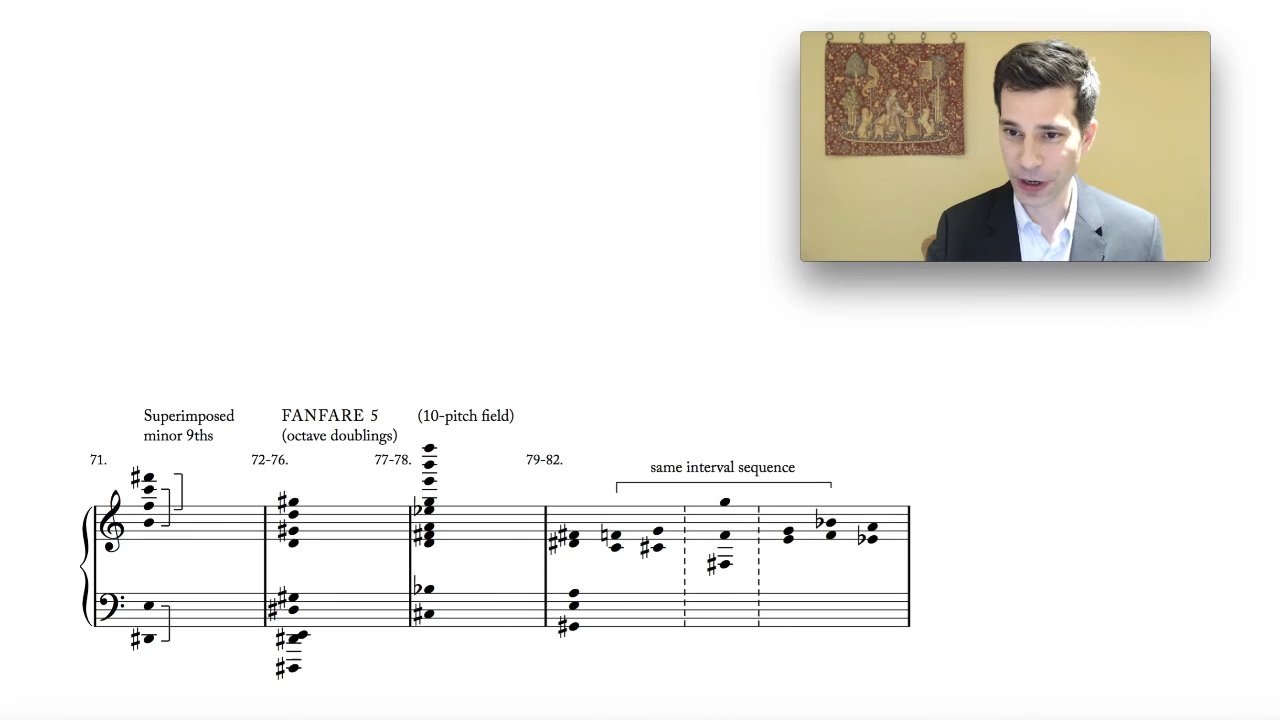 Superimposed
minor 9ths
FANFARE 5
(octave doublings)
(10-pitch field)
71.
72-76.
77-78.
79-82.
same interval sequence